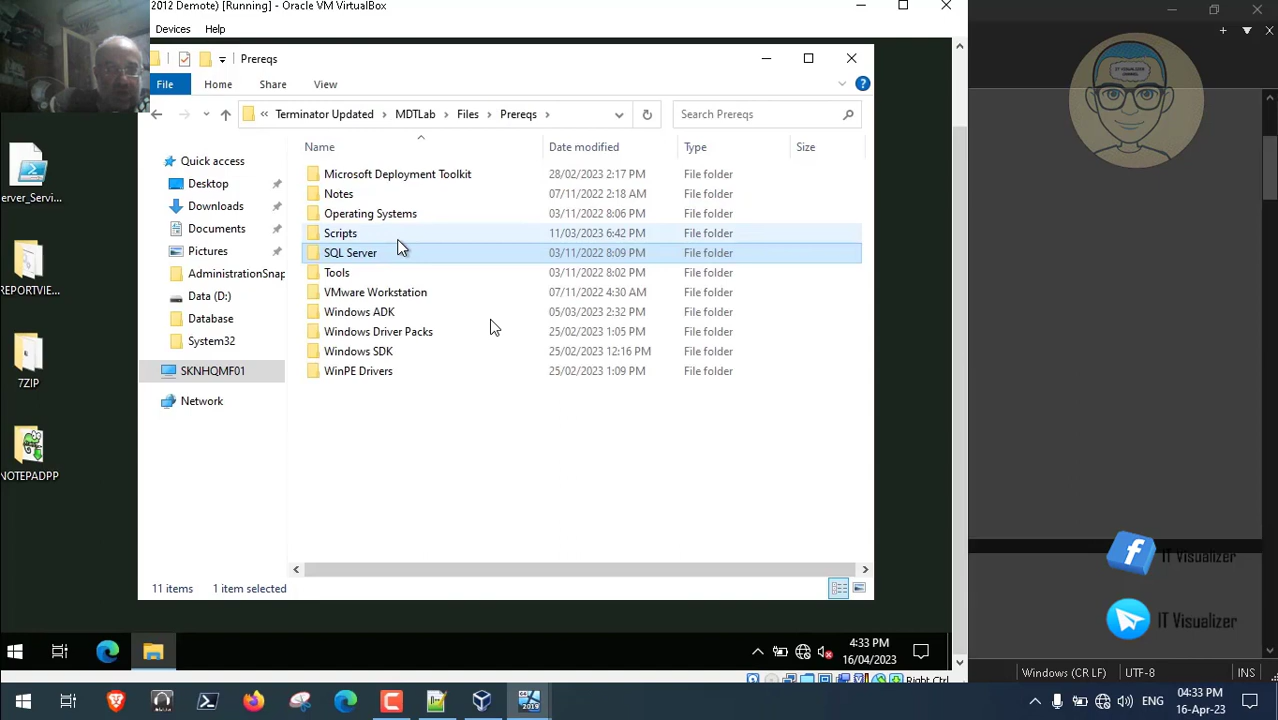 2012 Demote) [Running] - Oracle VM VirtualBox
Devices Help
Prereqs
File Home Share View
« Terminator Updated › MDTLab › Files › Prereqs ›
Search Prereqs
Name Date modified Type Size
Quick access
Desktop
Downloads
Documents
Pictures
AdministrationSnap
Data (D:)
Database
System32
SKNHQMF01
Network
Microsoft Deployment Toolkit 28/02/2023 2:17 PM File folder
Notes 07/11/2022 2:18 AM File folder
Operating Systems 03/11/2022 8:06 PM File folder
Scripts 11/03/2023 6:42 PM File folder
SQL Server 03/11/2022 8:09 PM File folder
Tools 03/11/2022 8:02 PM File folder
VMware Workstation 07/11/2022 4:30 AM File folder
Windows ADK 05/03/2023 2:32 PM File folder
Windows Driver Packs 25/02/2023 1:05 PM File folder
Windows SDK 25/02/2023 12:16 PM File folder
WinPE Drivers 25/02/2023 1:09 PM File folder
11 items 1 item selected
erver_Servi...
REPORTVIE...
7ZIP
NOTEPADPP
4:33 PM
16/04/2023
Right Ctrl
IT VISUALIZER
CHANNEL
IT Visualizer
IT Visualizer
Windows (CR LF) UTF-8 INS
ENG
04:33 PM
16-Apr-23